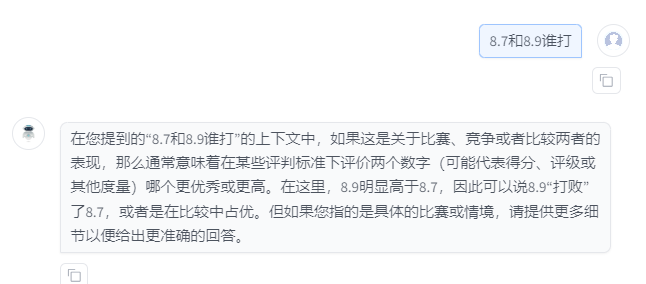 8.7和8.9谁打
在您提到的“8.7和8.9谁打”的上下文中，如果这是关于比赛、竞争或者比较两者的
表现，那么通常意味着在某些评判标准下评价两个数字（可能代表得分、评级或
其他度量）哪个更优秀或更高。在这里，8.9明显高于8.7，因此可以说8.9“打败”
了8.7，或者是在比较中占优。但如果您指的是具体的比赛或情境，请提供更多细
节以便给出更准确的回答。